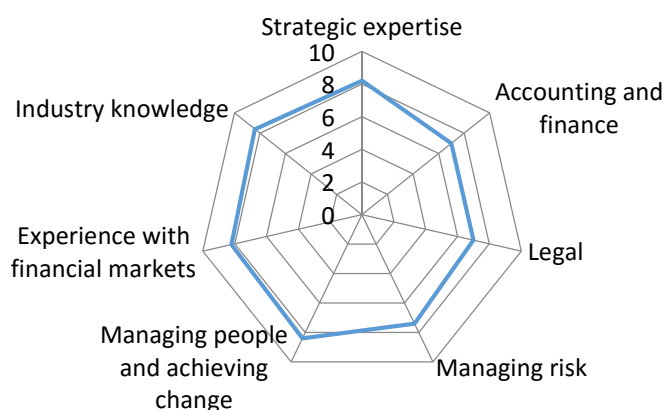 Strategic expertise
10
8
6
4
2
0
Accounting and
finance
Legal
Managing risk
Managing people
and achieving
change
Experience with
financial markets
Industry knowledge